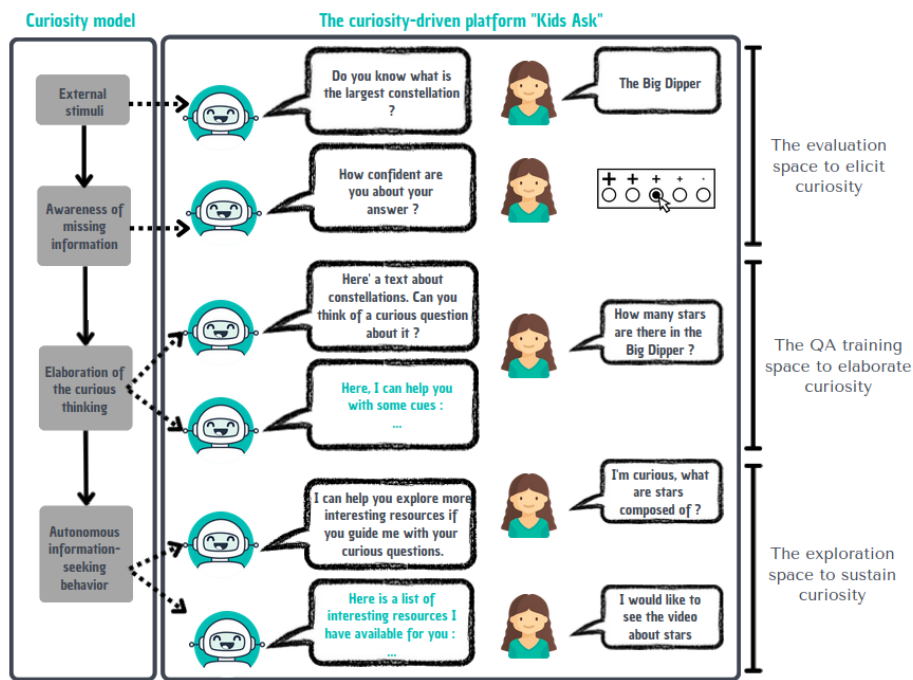 Curiosity model
The curiosity-driven platform "Kids Ask"
External
stimuli
Do you know what is
the largest constellation
?
The Big Dipper
Awareness of
missing
information
How confident are
you about your
answer ?
The evaluation
space to elicit
curiosity
Elaboration of
the curious
thinking
Here' a text about
constellations. Can you
think of a curious question
about it ?
How many stars
are there in the
Big Dipper ?
Here, I can help you
with some cues :
...
The QA training
space to elaborate
curiosity
Autonomous
information-
seeking
behavior
I can help you explore more
interesting resources if
you guide me with your
curious questions.
I'm curious, what
are stars
composed of ?
Here is a list of
interesting resources I
have available for you :
...
I would like to
see the video
about stars
The exploration
space to sustain
curiosity